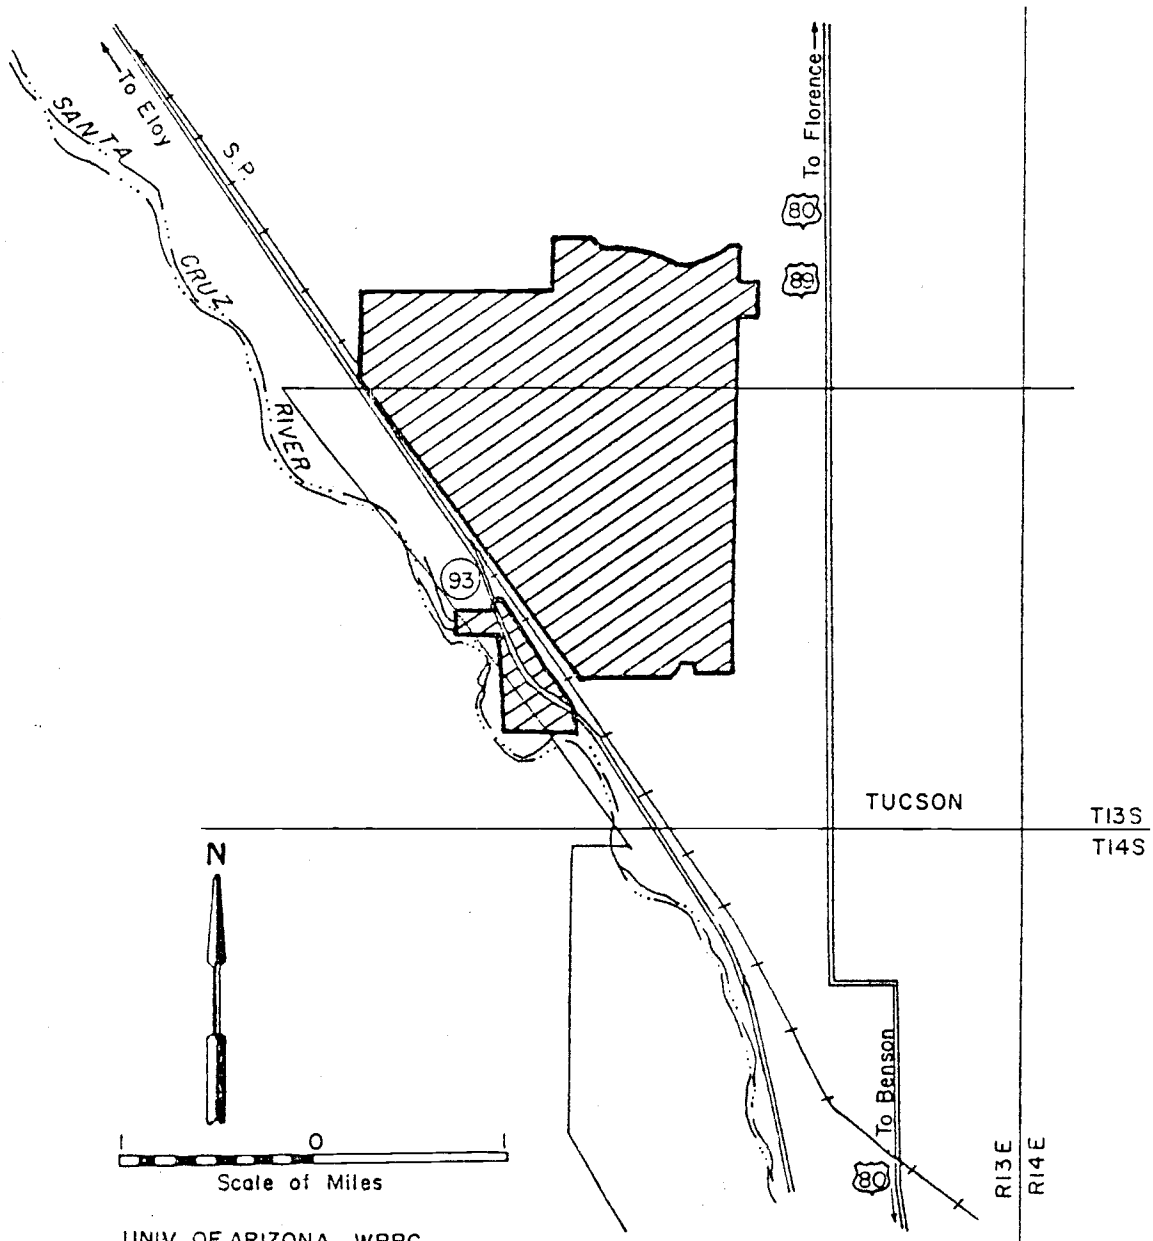 To Eloy
S.P.
SANTA
CRUZ
RIVER
To Florence
80
89
93
TUCSON
T13S
T14S
N
1 0 1
Scale of Miles
To Benson
80
R13E
R14E
UNIV. OF ARIZONA